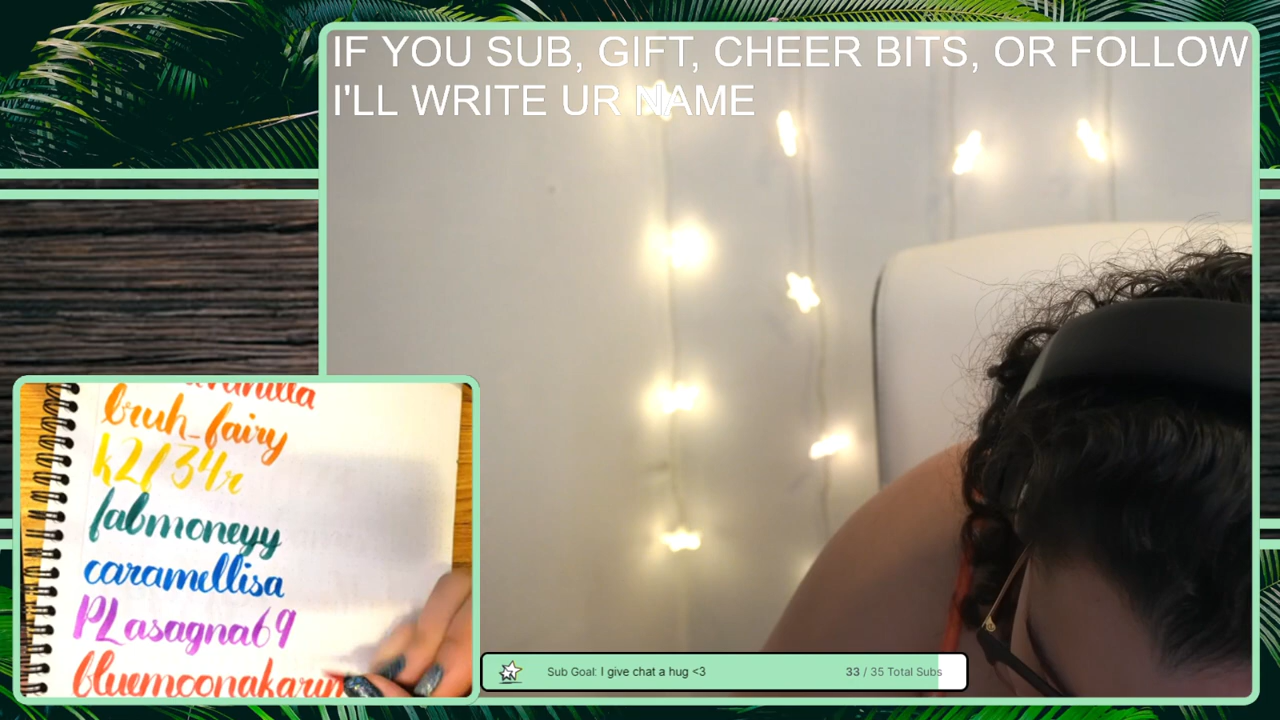 IF YOU SUB, GIFT, CHEER BITS, OR FOLLOW
I'LL WRITE UR NAME
bruh_fairy
fabmoneyy
caramellisa
PLasagna69
bluemoonakarin
Sub Goal: I give chat a hug <3
33 / 35 Total Subs